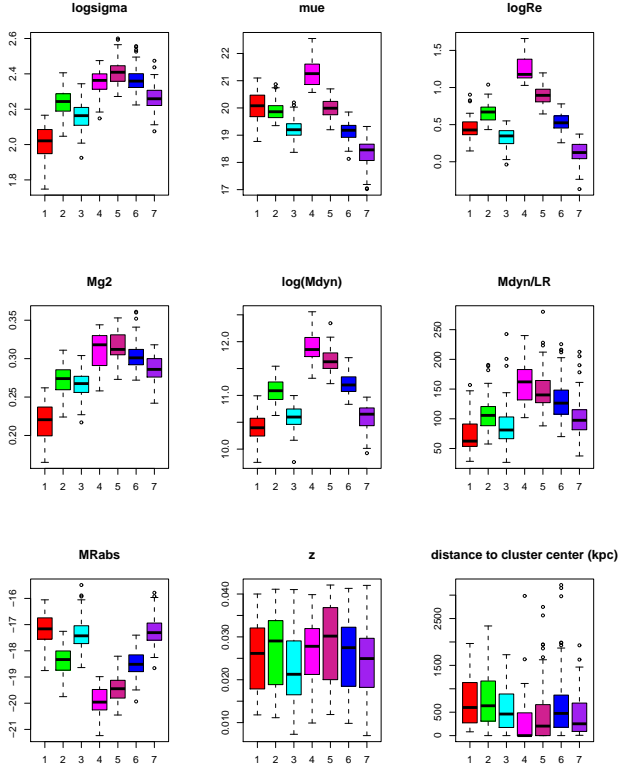 logsigma
mue
logRe
1.8 2.0 2.2 2.4 2.6
17 18 19 20 21 22
0.0 0.5 1.0 1.5
1 2 3 4 5 6 7
1 2 3 4 5 6 7
1 2 3 4 5 6 7
Mg2
log(Mdyn)
Mdyn/LR
0.20 0.25 0.30 0.35
10.0 11.0 12.0
50 100 150 200 250
1 2 3 4 5 6 7
1 2 3 4 5 6 7
1 2 3 4 5 6 7
MRabs
z
distance to cluster center (kpc)
−21 −20 −19 −18 −17 −16
0.010 0.020 0.030 0.040
0 500 1500 2500
1 2 3 4 5 6 7
1 2 3 4 5 6 7
1 2 3 4 5 6 7